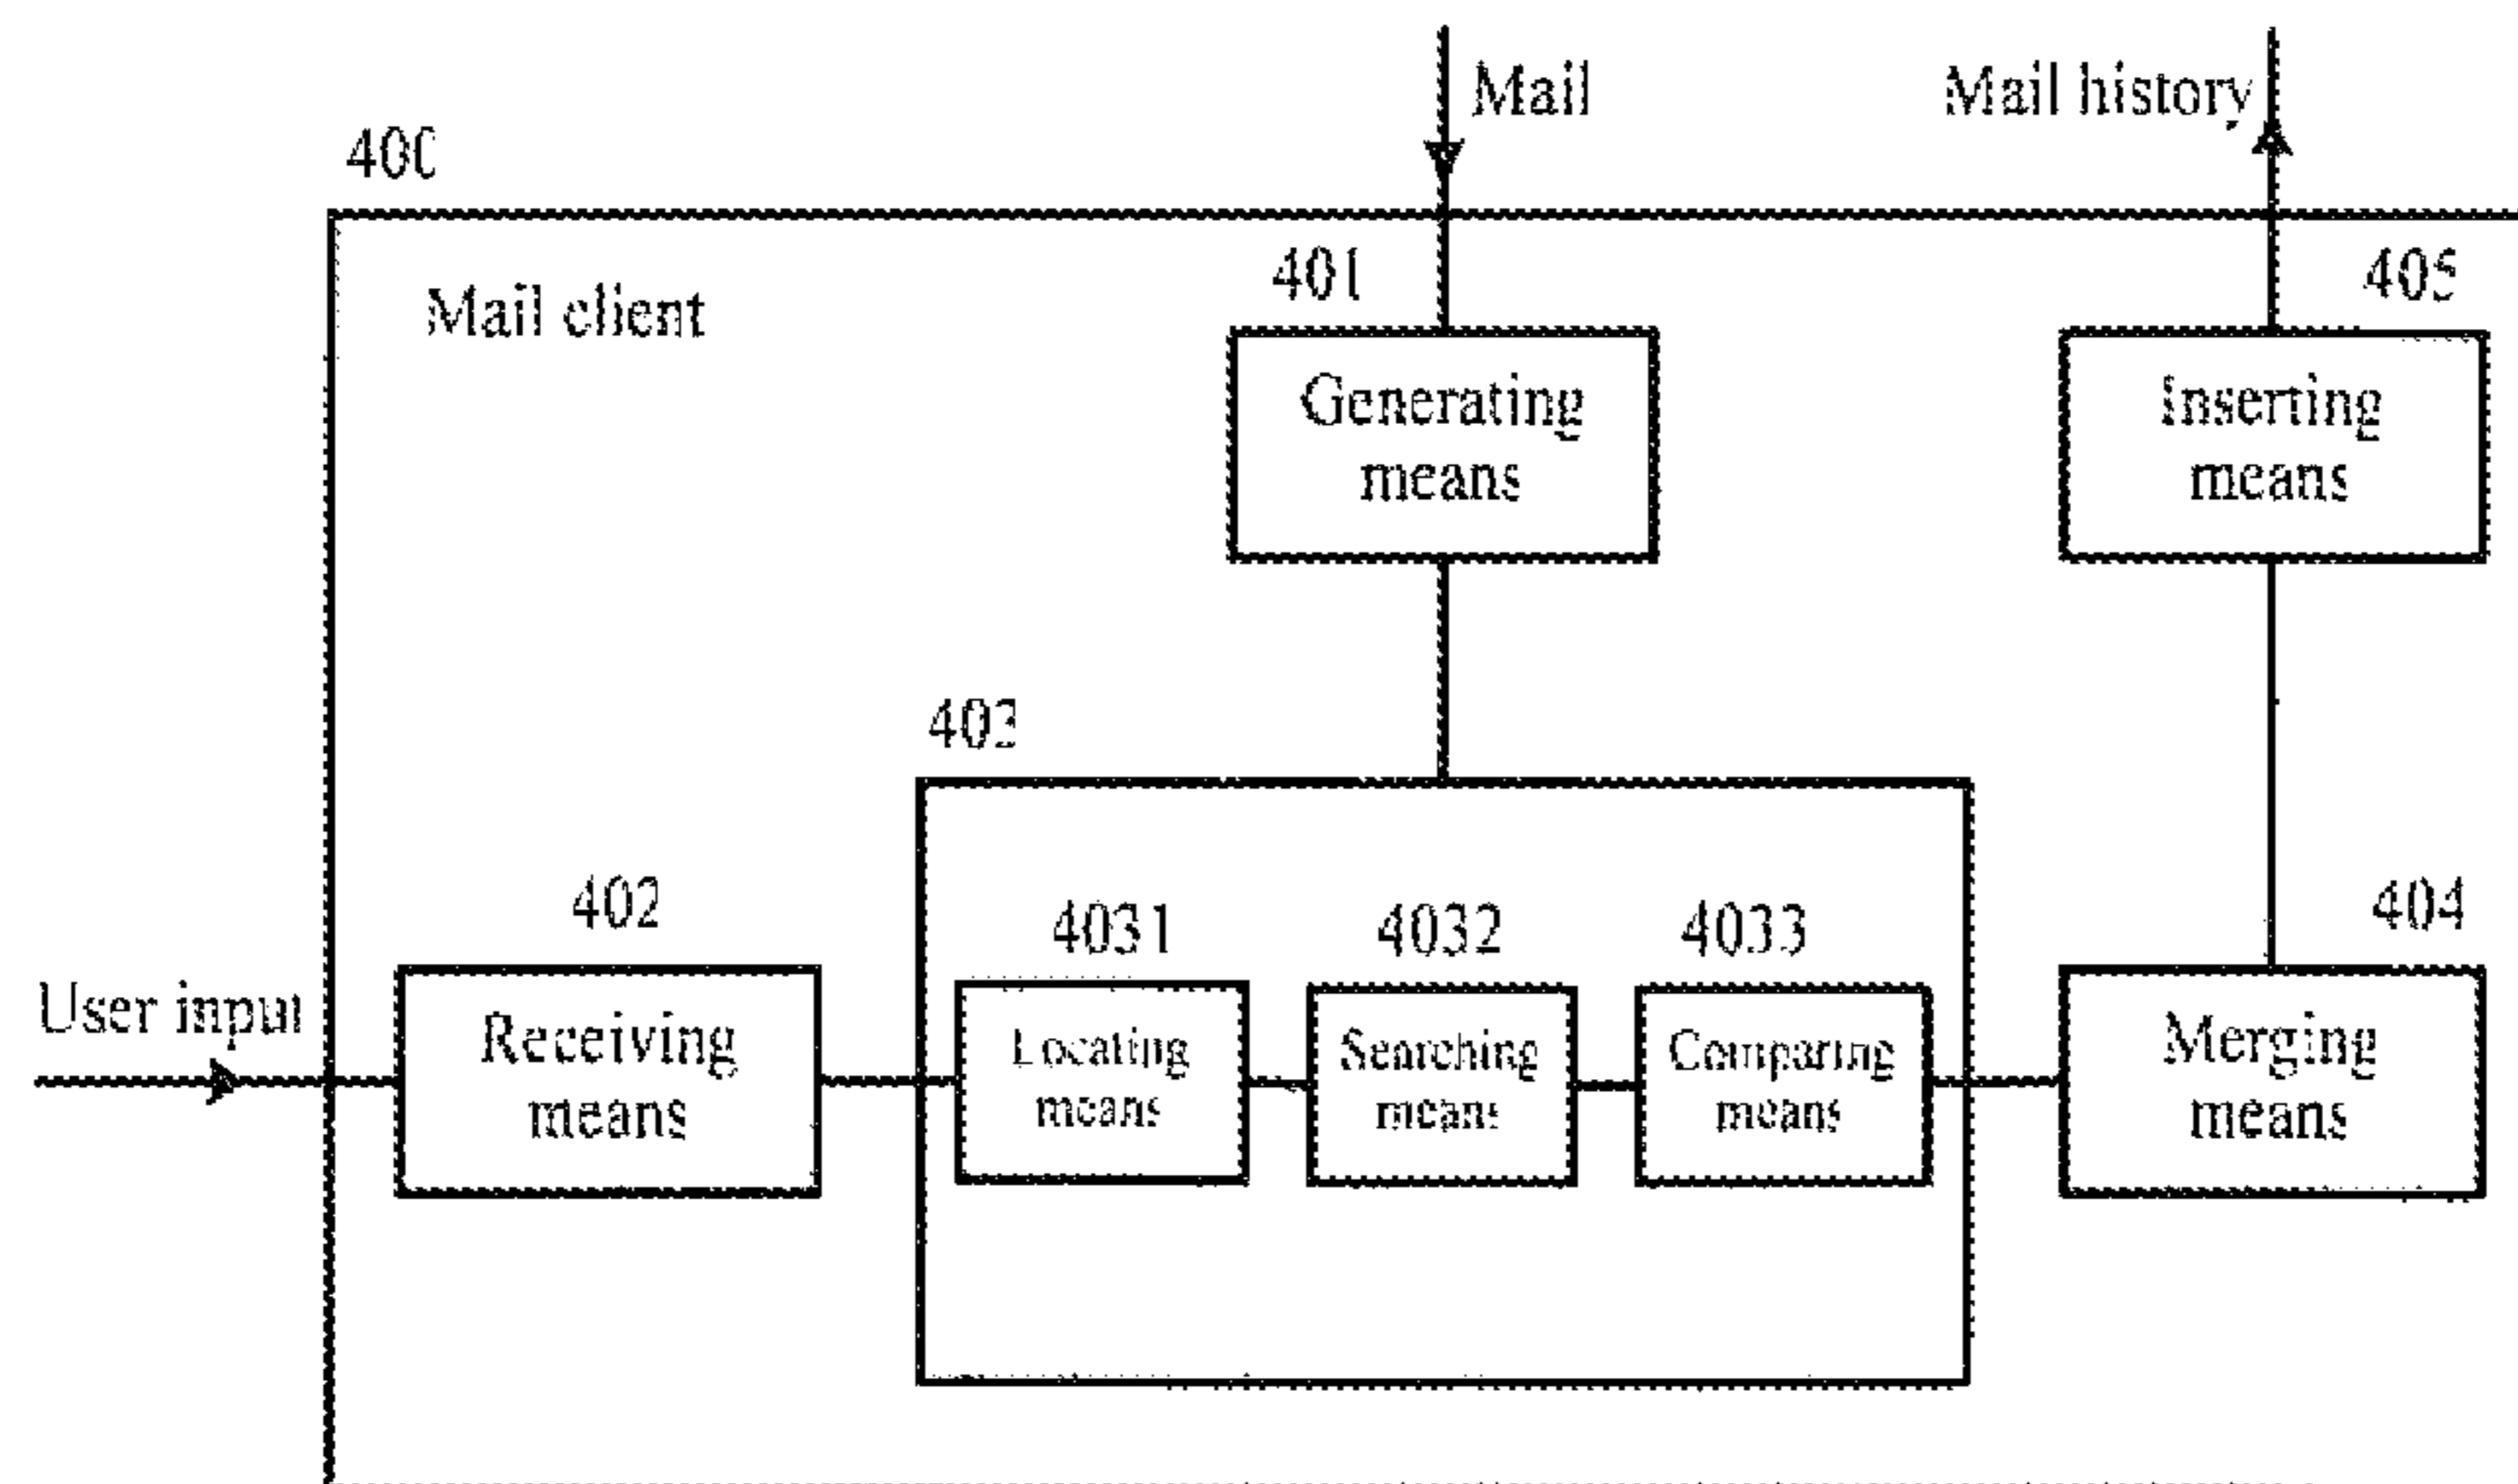 Mail
Mail history
400
401
405
Mail client
Generating
means
Inserting
means
403
402
4031
4032
4033
404
User input
Receiving
means
Locating
means
Searching
means
Comparing
means
Merging
means